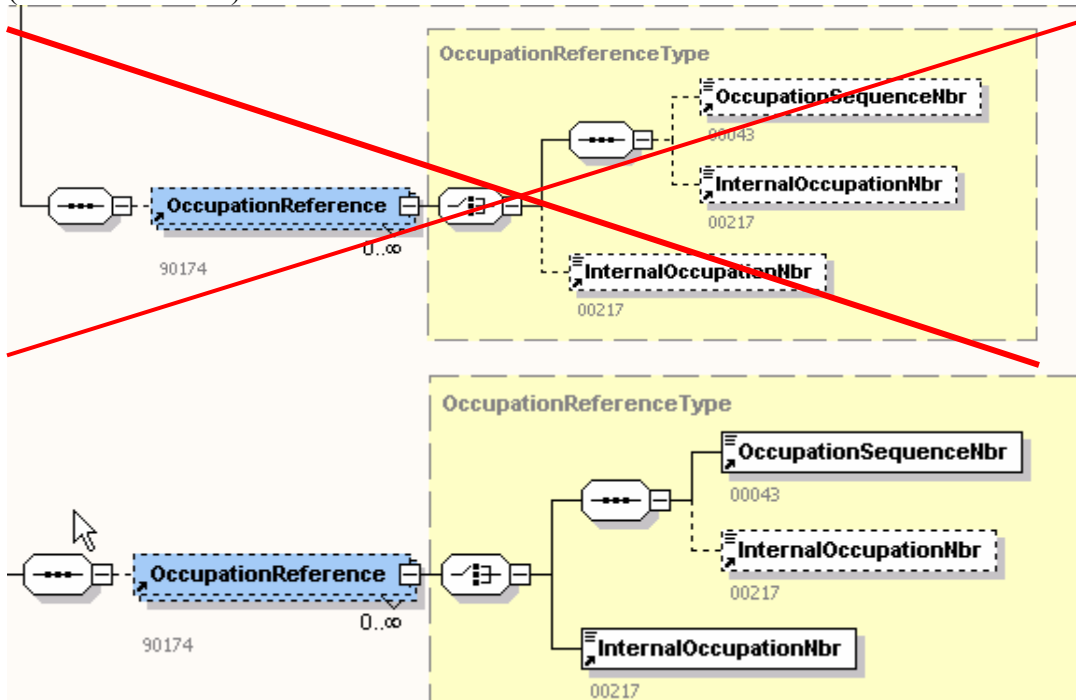 OccupationReferenceType
OccupationSequenceNbr
00043
InternalOccupationNbr
00217
OccupationReference
0..∞
90174
InternalOccupationNbr
00217
OccupationReferenceType
OccupationSequenceNbr
00043
InternalOccupationNbr
00217
OccupationReference
0..∞
90174
InternalOccupationNbr
00217